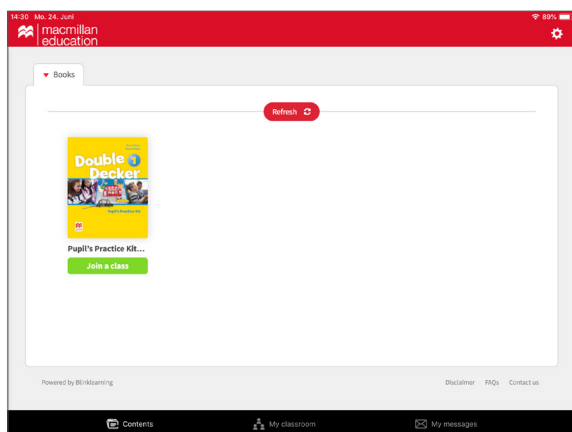 14:30 Mo. 24. Juni 89%
macmillan
education
Books
Refresh
Double 1
Decker
Pupil's Practice Kit
Pupil's Practice Kit...
Join a class
Powered by Blinklearning
Disclaimer FAQs Contact us
Contents My classroom My messages